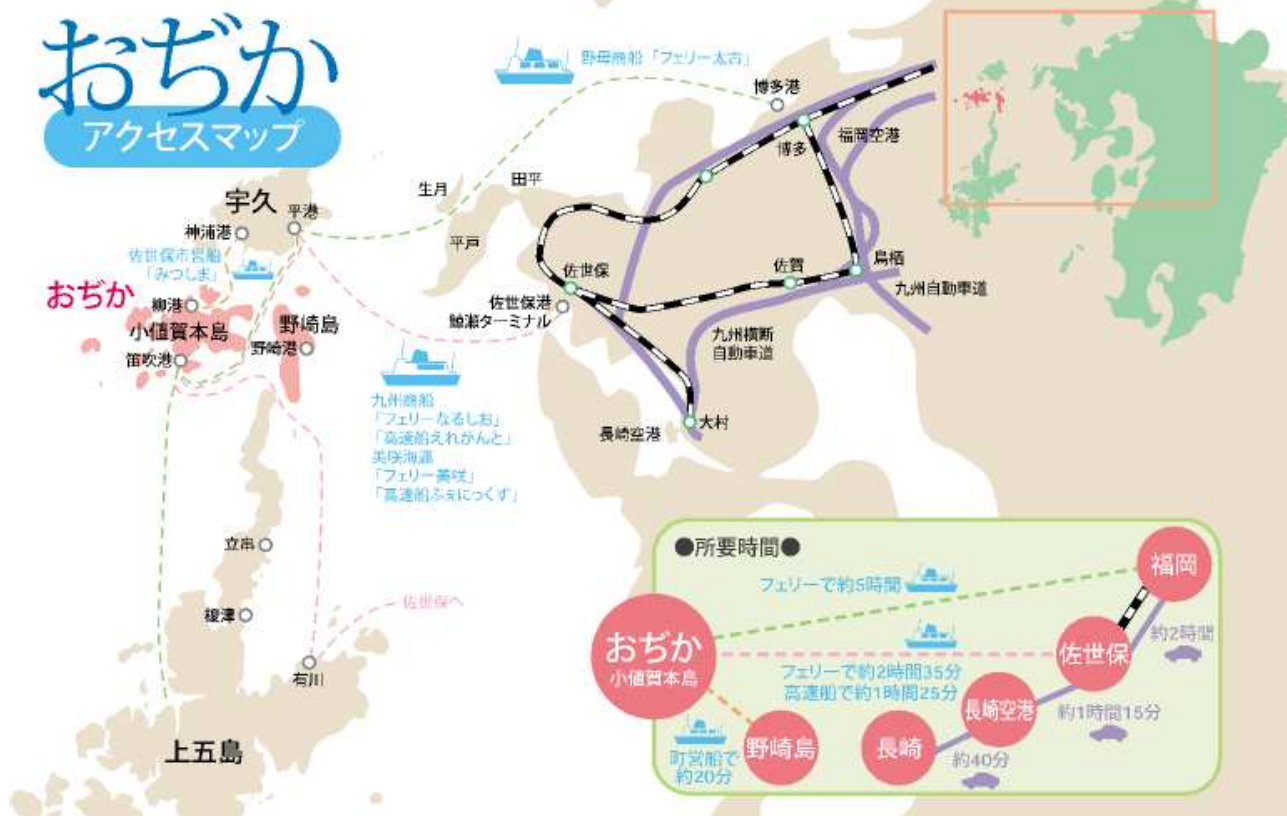 おぢか
アクセスマップ
野母商船「フェリー太古」
博多港
博多
福岡空港
生月
田平
平戸
宇久
平港
神浦港
佐世保市営船
「みつしま」
おぢか
柳港
小値賀本島
野崎島
笛吹港
野崎港
佐世保
佐世保港
鯨瀬ターミナル
佐賀
鳥栖
九州自動車道
九州横断
自動車道
長崎空港
大村
九州商船
「フェリーなるしお」
「高速船えれがんと」
美咲海運
「フェリー美咲」
「高速船ふぇにっくす」
立串
榎津
佐世保へ
有川
上五島
●所要時間●
福岡
フェリーで約5時間
約2時間
おぢか
小値賀本島
佐世保
フェリーで約2時間35分
高速船で約1時間25分
長崎空港
約1時間15分
町営船で
約20分
野崎島
長崎
約40分